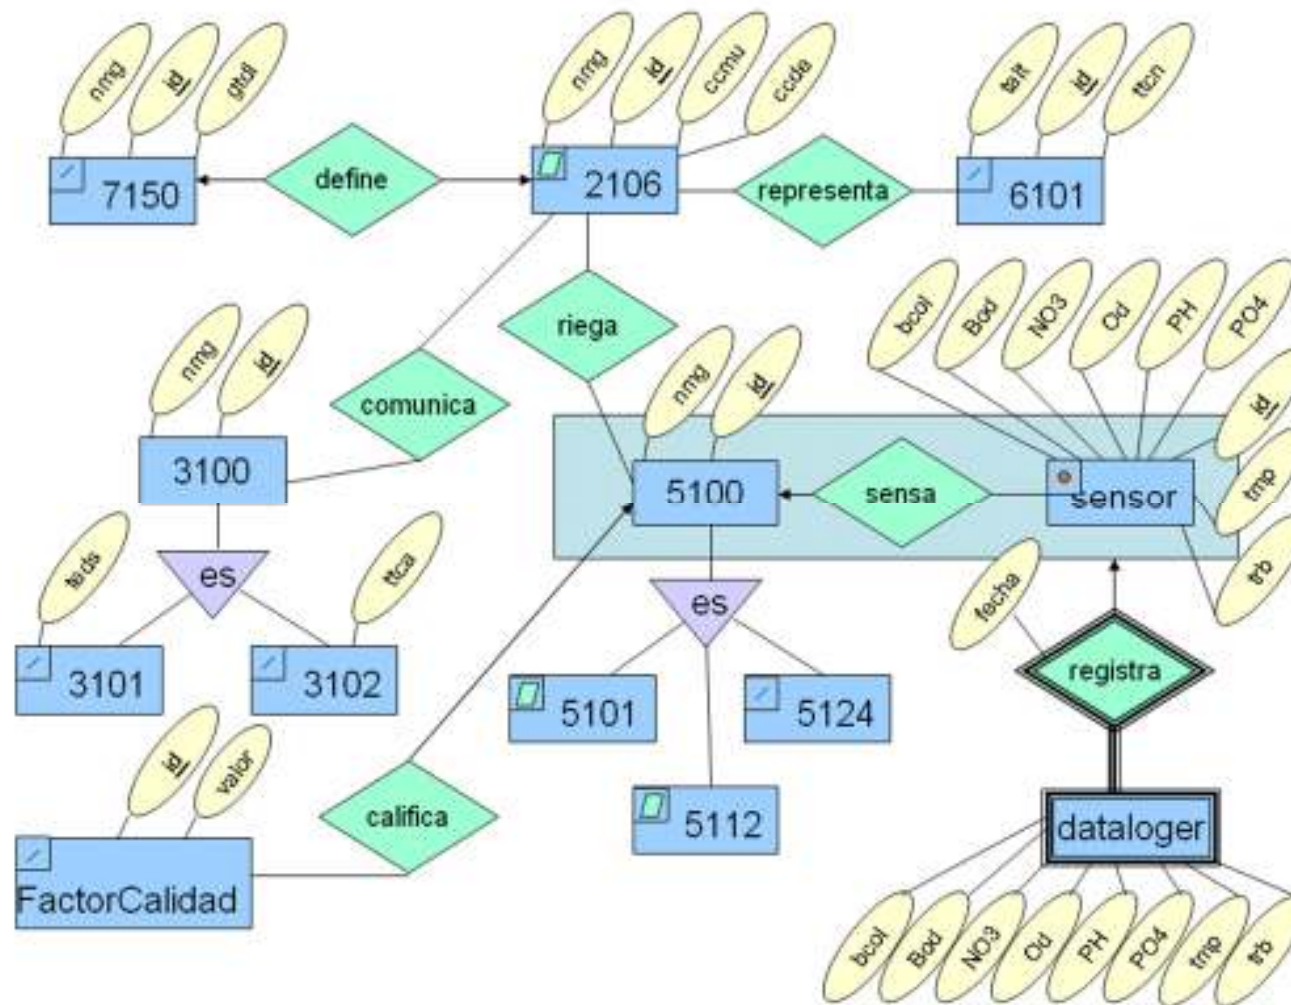 nmg
id
gtdl
nmg
id
ccmu
ccde
talt
id
ttcn
7150
define
2106
representa
6101
nmg
id
comunica
riega
bcol
Bod
NO3
Od
PH
PO4
id
tmp
trb
3100
nmg
id
5100
sensa
sensor
teds
es
ttca
3101
3102
es
5101
5124
5112
fecha
registra
id
valor
FactorCalidad
califica
dataloger
bcol
Bod
NO3
Od
PH
PO4
tmp
trb